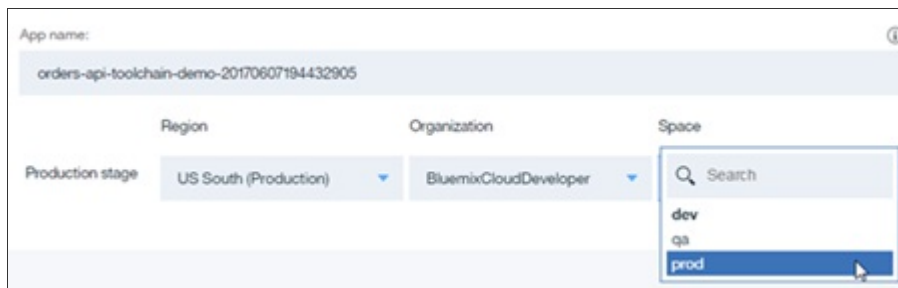 App name:
orders-api-toolchain-demo-20170607194432905
Region Organization Space
Production stage US South (Production) BluemixCloudDeveloper Search
dev
qa
prod